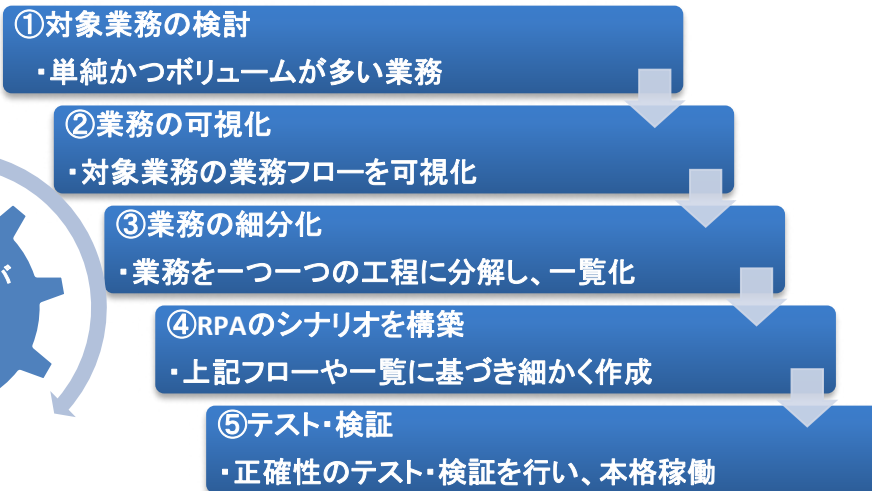 ①対象業務の検討
・単純かつボリュームが多い業務
②業務の可視化
・対象業務の業務フローを可視化
③業務の細分化
・業務を一つ一つの工程に分解し、一覧化
④RPAのシナリオを構築
・上記フローや一覧に基づき細かく作成
⑤テスト・検証
・正確性のテスト・検証を行い、本格稼働